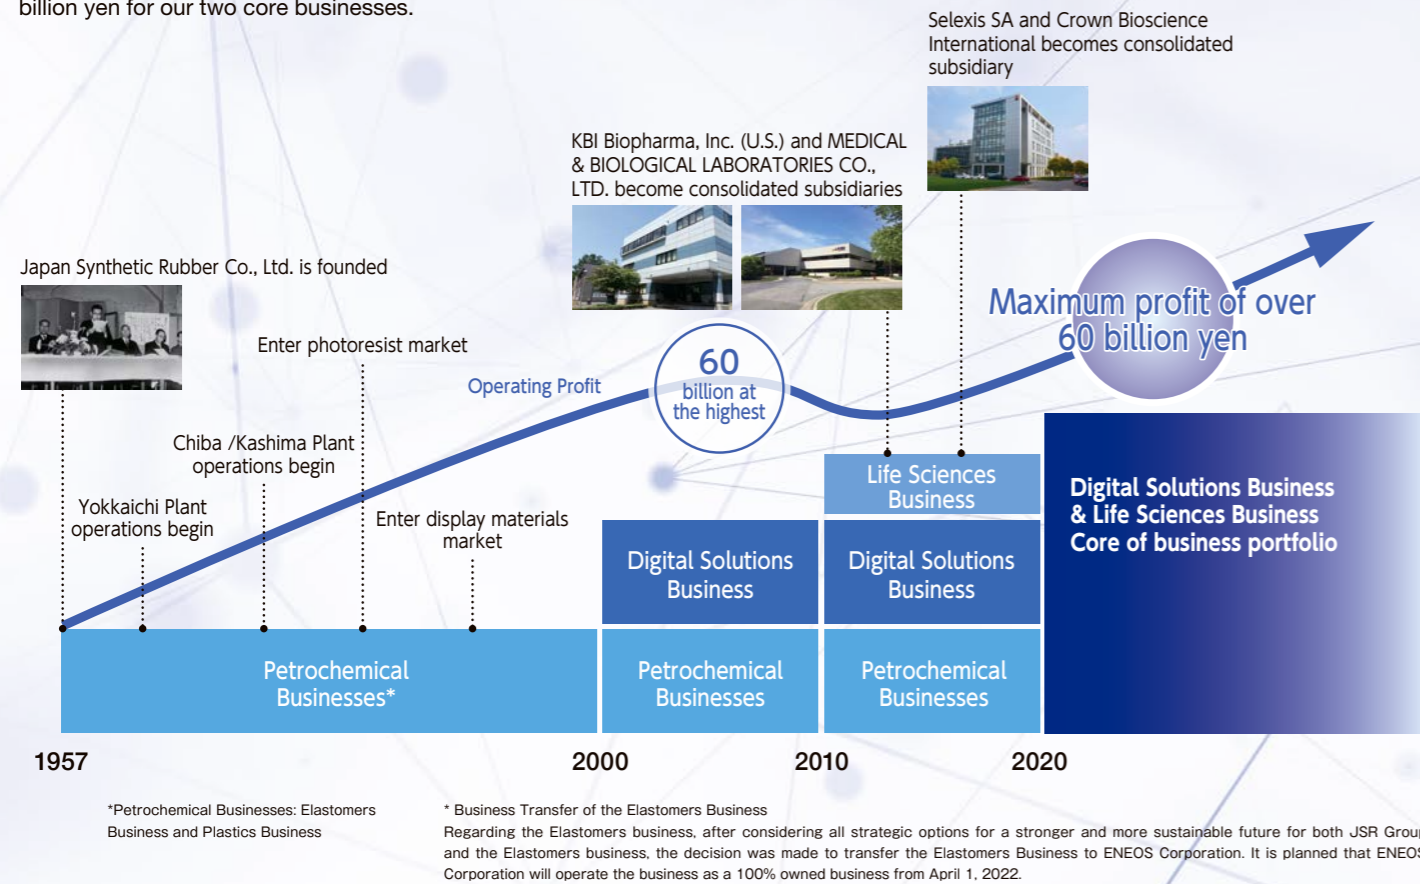 billion yen for our two core businesses.
Selexis SA and Crown Bioscience
International becomes consolidated
subsidiary
KBI Biopharma, Inc. (U.S.) and MEDICAL
& BIOLOGICAL LABORATORIES CO.,
LTD. become consolidated subsidiaries
Japan Synthetic Rubber Co., Ltd. is founded
Enter photoresist market
Operating Profit
60
billion at
the highest
Maximum profit of over
60 billion yen
Chiba /Kashima Plant
operations begin
Yokkaichi Plant
operations begin
Enter display materials
market
Life Sciences
Business
Digital Solutions
Business
Digital Solutions
Business
Digital Solutions Business
& Life Sciences Business
Core of business portfolio
Petrochemical
Businesses*
Petrochemical
Businesses
Petrochemical
Businesses
1957
2000
2010
2020
*Petrochemical Businesses: Elastomers
Business and Plastics Business
* Business Transfer of the Elastomers Business
Regarding the Elastomers business, after considering all strategic options for a stronger and more sustainable future for both JSR Group
and the Elastomers business, the decision was made to transfer the Elastomers Business to ENEOS Corporation. It is planned that ENEOS
Corporation will operate the business as a 100% owned business from April 1, 2022.